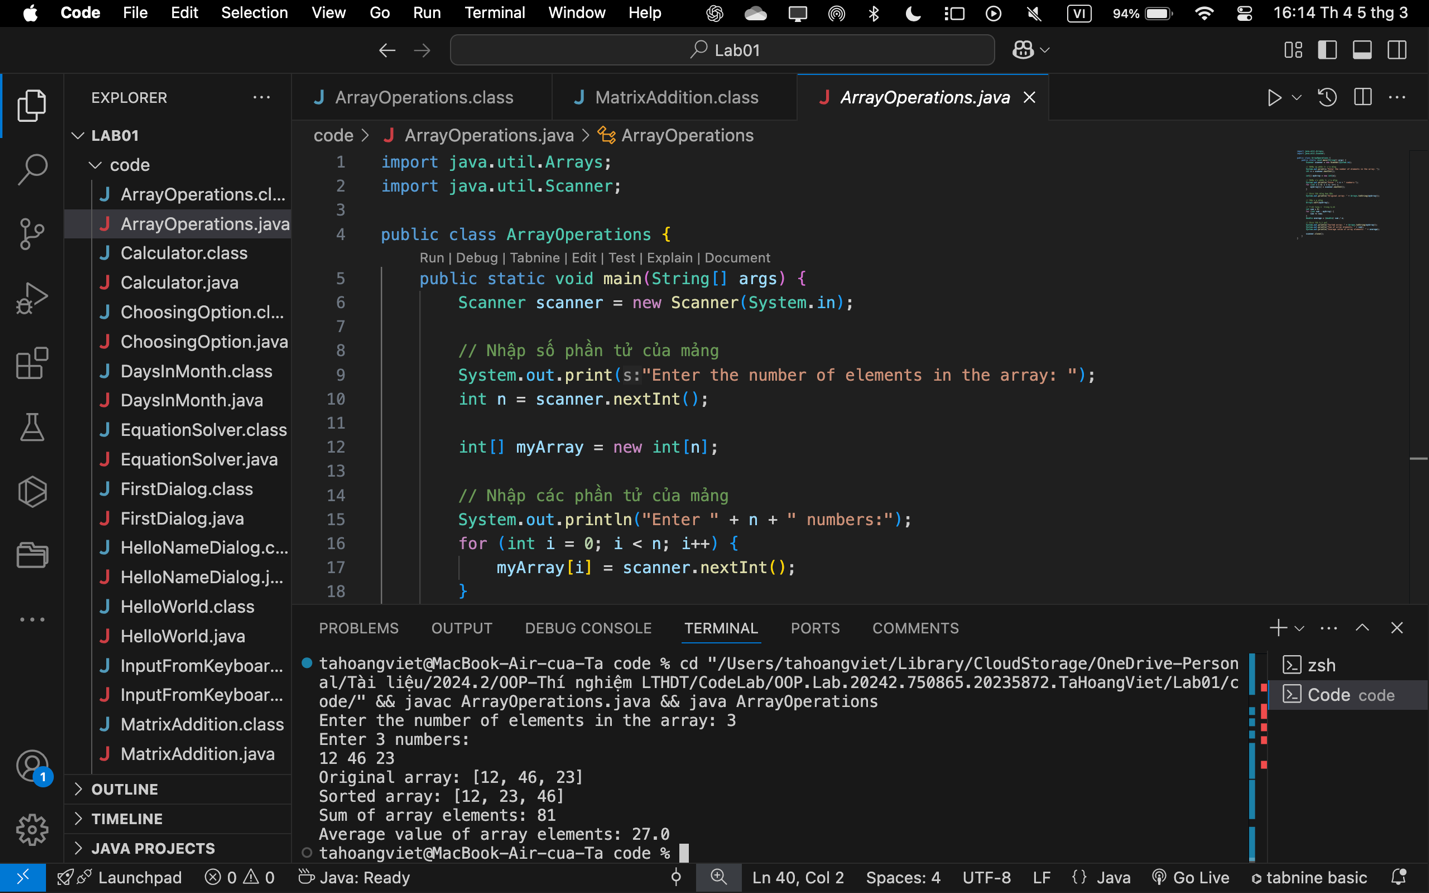 Code File Edit Selection View Go Run Terminal Window Help VI 94% 16:14 Th 4 5 thg 3
Lab01
EXPLORER
LAB01
code
ArrayOperations.cl...
ArrayOperations.java
Calculator.class
Calculator.java
ChoosingOption.cl...
ChoosingOption.java
DaysInMonth.class
DaysInMonth.java
EquationSolver.class
EquationSolver.java
FirstDialog.class
FirstDialog.java
HelloNameDialog.c...
HelloNameDialog.j...
HelloWorld.class
HelloWorld.java
InputFromKeyboar...
InputFromKeyboar...
MatrixAddition.class
MatrixAddition.java
OUTLINE
TIMELINE
JAVA PROJECTS
1
ArrayOperations.class MatrixAddition.class ArrayOperations.java
code > ArrayOperations.java > ArrayOperations
1 import java.util.Arrays;
2 import java.util.Scanner;
3
4 public class ArrayOperations {
Run | Debug | Tabnine | Edit | Test | Explain | Document
5 public static void main(String[] args) {
6 Scanner scanner = new Scanner(System.in);
7
8 // Nhập số phần tử của mảng
9 System.out.print(s:"Enter the number of elements in the array: ");
10 int n = scanner.nextInt();
11
12 int[] myArray = new int[n];
13
14 // Nhập các phần tử của mảng
15 System.out.println("Enter " + n + " numbers:");
16 for (int i = 0; i < n; i++) {
17 myArray[i] = scanner.nextInt();
18 }
PROBLEMS OUTPUT DEBUG CONSOLE TERMINAL PORTS COMMENTS
tahoangviet@MacBook-Air-cua-Ta code % cd "/Users/tahoangviet/Library/CloudStorage/OneDrive-Person
al/Tài liệu/2024.2/OOP-Thí nghiệm LTHDT/CodeLab/OOP.Lab.20242.750865.20235872.TaHoangViet/Lab01/c
ode/" && javac ArrayOperations.java && java ArrayOperations
Enter the number of elements in the array: 3
Enter 3 numbers:
12 46 23
Original array: [12, 46, 23]
Sorted array: [12, 23, 46]
Sum of array elements: 81
Average value of array elements: 27.0
tahoangviet@MacBook-Air-cua-Ta code %
zsh
Code code
Launchpad 0 0 Java: Ready Ln 40, Col 2 Spaces: 4 UTF-8 LF {} Java Go Live tabnine basic